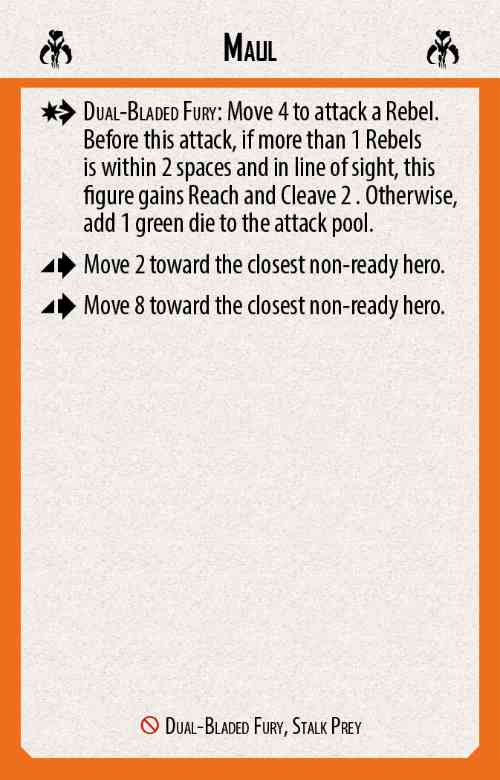 Maul
Dual-Bladed Fury: Move 4 to attack a Rebel.
Before this attack, if more than 1 Rebels
is within 2 spaces and in line of sight, this
figure gains Reach and Cleave 2 . Otherwise,
add 1 green die to the attack pool.
Move 2 toward the closest non-ready hero.
Move 8 toward the closest non-ready hero.
Dual-Bladed Fury, Stalk Prey